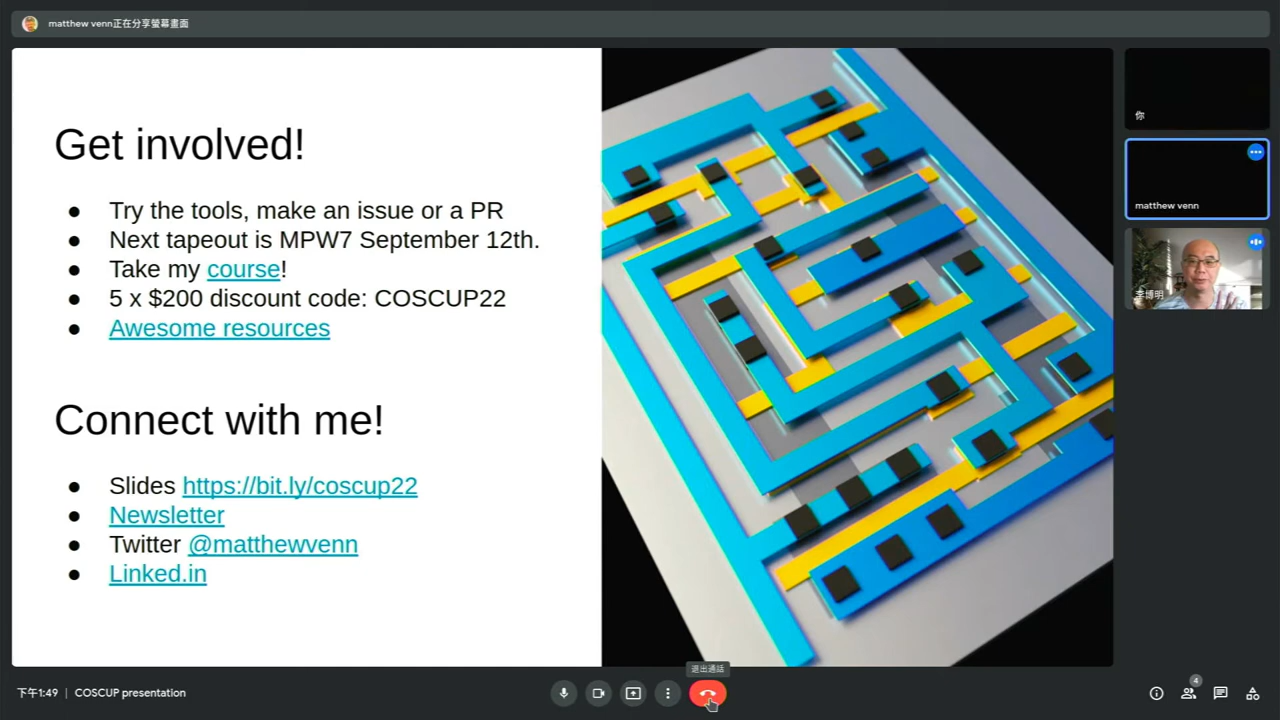 matthew venn正在分享螢幕畫面
Get involved!
● Try the tools, make an issue or a PR
● Next tapeout is MPW7 September 12th.
● Take my course!
● 5 x $200 discount code: COSCUP22
● Awesome resources
Connect with me!
● Slides https://bit.ly/coscup22
● Newsletter
● Twitter @matthewvenn
● Linked.in
你
matthew venn
李博明
退出通話
下午1:49 | COSCUP presentation
4